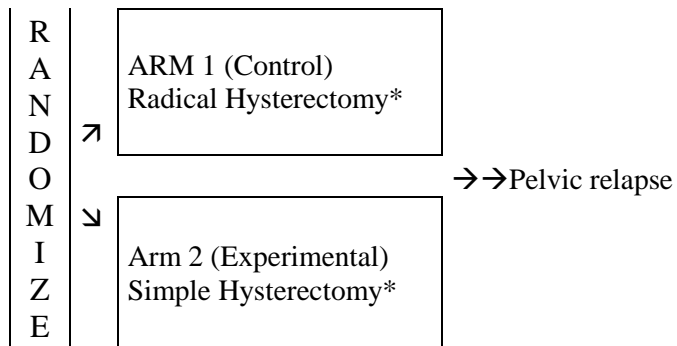 R
A
N
D
O
M
I
Z
E
↗
↘
ARM 1 (Control)
Radical Hysterectomy*
Arm 2 (Experimental)
Simple Hysterectomy*
→→Pelvic relapse